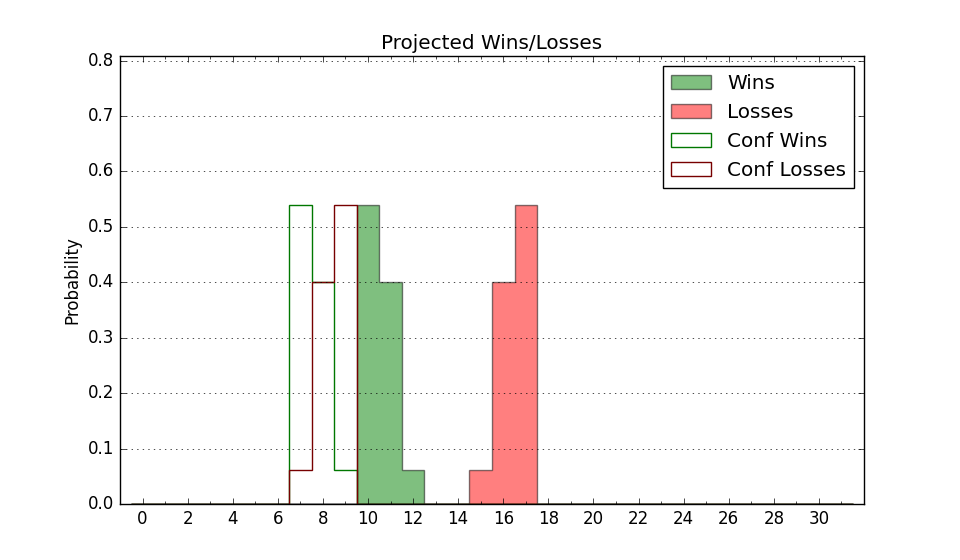 Projected Wins/Losses
Wins
Losses
Conf Wins
Conf Losses
Probability
0.8
0.7
0.6
0.5
0.4
0.3
0.2
0.1
0.0
0 2 4 6 8 10 12 14 16 18 20 22 24 26 28 30